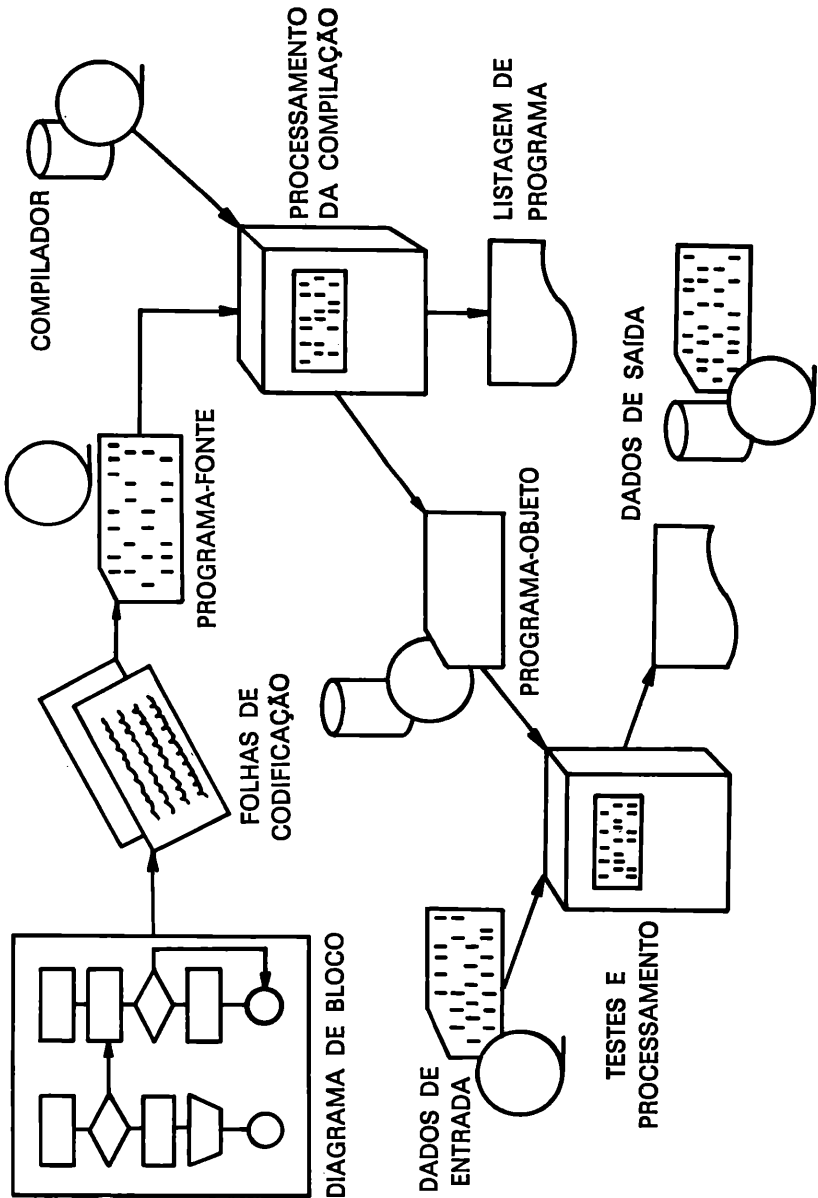 DIAGRAMA DE BLOCO
FOLHAS DE
CODIFICAÇÃO
PROGRAMA-FONTE
COMPILADOR
PROCESSAMENTO
DA COMPILAÇÃO
LISTAGEM DE
PROGRAMA
PROGRAMA-OBJETO
DADOS DE
ENTRADA
TESTES E
PROCESSAMENTO
DADOS DE SAÍDA